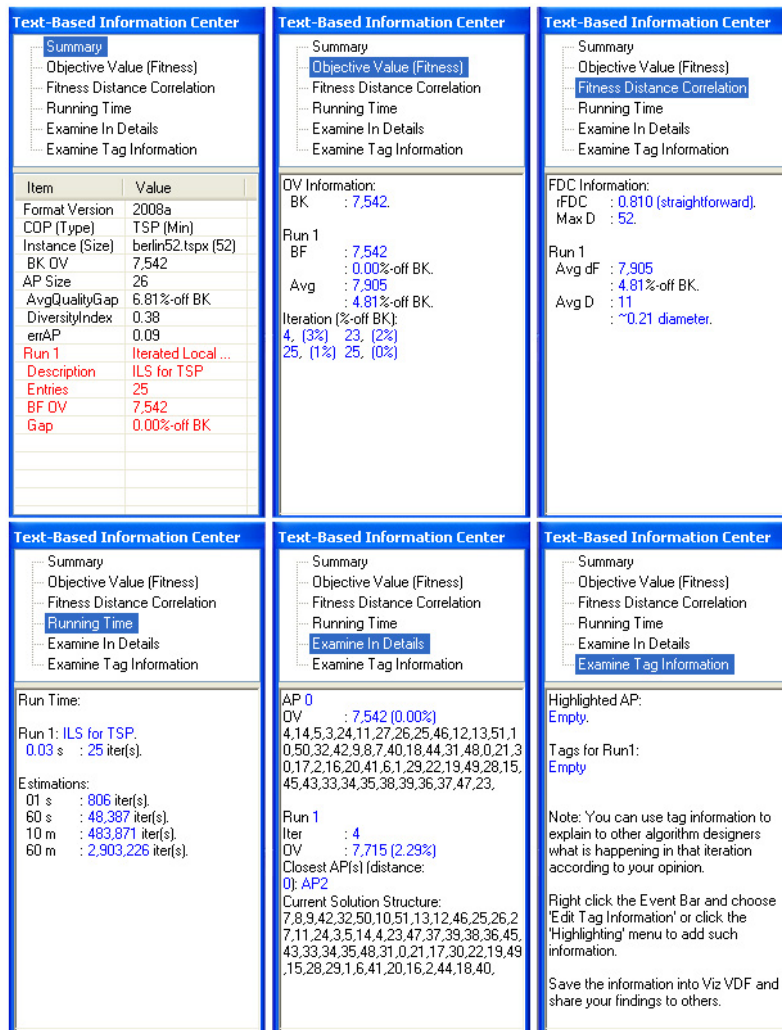 Text-Based Information Center
Summary
Objective Value (Fitness)
Fitness Distance Correlation
Running Time
Examine In Details
Examine Tag Information
Item Value
Format Version 2008a
COP (Type) TSP (Min)
Instance (Size) berlin52.tspx (52)
BK OV 7,542
AP Size 26
AvgQualityGap 6.81%-off BK
DiversityIndex 0.38
errAP 0.09
Run 1 Iterated Local ...
Description ILS for TSP
Entries 25
BF OV 7,542
Gap 0.00%-off BK
Text-Based Information Center
Summary
Objective Value (Fitness)
Fitness Distance Correlation
Running Time
Examine In Details
Examine Tag Information
OV Information:
BK : 7,542.
Run 1
BF : 7,542
: 0.00%-off BK.
Avg : 7,905
: 4.81%-off BK.
Iteration (%-off BK):
4, (3%) 23, (2%)
25, (1%) 25, (0%)
Text-Based Information Center
Summary
Objective Value (Fitness)
Fitness Distance Correlation
Running Time
Examine In Details
Examine Tag Information
FDC Information:
rFDC : 0.810 (straightforward).
Max D : 52.
Run 1
Avg dF : 7,905
: 4.81%-off BK.
Avg D : 11
: ~0.21 diameter.
Text-Based Information Center
Summary
Objective Value (Fitness)
Fitness Distance Correlation
Running Time
Examine In Details
Examine Tag Information
Run Time:
Run 1: ILS for TSP.
0.03 s : 25 iter(s).
Estimations:
01 s : 806 iter(s).
60 s : 48,387 iter(s).
10 m : 483,871 iter(s).
60 m : 2,903,226 iter(s).
Text-Based Information Center
Summary
Objective Value (Fitness)
Fitness Distance Correlation
Running Time
Examine In Details
Examine Tag Information
AP 0
OV : 7,542 (0.00%)
4,14,5,3,24,11,27,26,25,46,12,13,51,1
0,50,32,42,9,8,7,40,18,44,31,48,0,21,3
0,17,2,16,20,41,6,1,29,22,19,49,28,15,
45,43,33,34,35,38,39,36,37,47,23,
Run 1
Iter : 4
OV : 7,715 (2.29%)
Closest AP(s) (distance:
0): AP2
Current Solution Structure:
7,8,9,42,32,50,10,51,13,12,46,25,26,2
7,11,24,3,5,14,4,23,47,37,39,38,36,45,
43,33,34,35,48,31,0,21,17,30,22,19,49
,15,28,29,1,6,41,20,16,2,44,18,40,
Text-Based Information Center
Summary
Objective Value (Fitness)
Fitness Distance Correlation
Running Time
Examine In Details
Examine Tag Information
Highlighted AP:
Empty.
Tags for Run1:
Empty
Note: You can use tag information to
explain to other algorithm designers
what is happening in that iteration
according to your opinion.
Right click the Event Bar and choose
'Edit Tag Information' or click the
'Highlighting' menu to add such
information.
Save the information into Viz VDF and
share your findings to others.